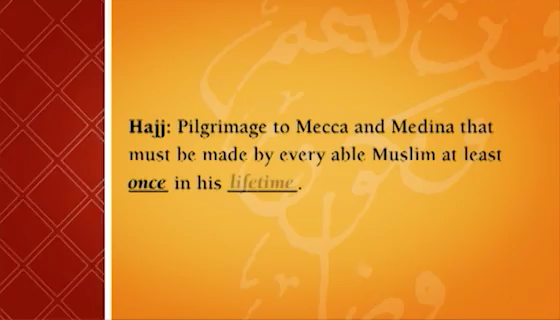 Hajj: Pilgrimage to Mecca and Medina that
must be made by every able Muslim at least
once in his lifetime.